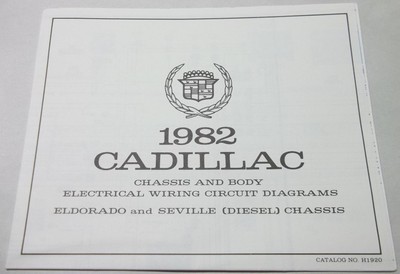 1982
CADILLAC
CHASSIS AND BODY
ELECTRICAL WIRING CIRCUIT DIAGRAMS
ELDORADO and SEVILLE (DIESEL) CHASSIS
CATALOG NO. H1920